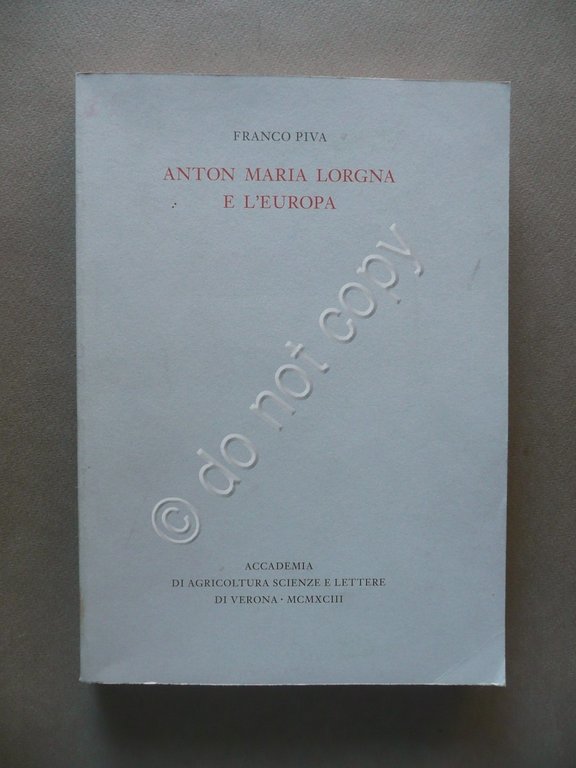 FRANCO PIVA
ANTON MARIA LORGNA
E L'EUROPA
© do not copy
ACCADEMIA
DI AGRICOLTURA SCIENZE E LETTERE
DI VERONA · MCMXCIII